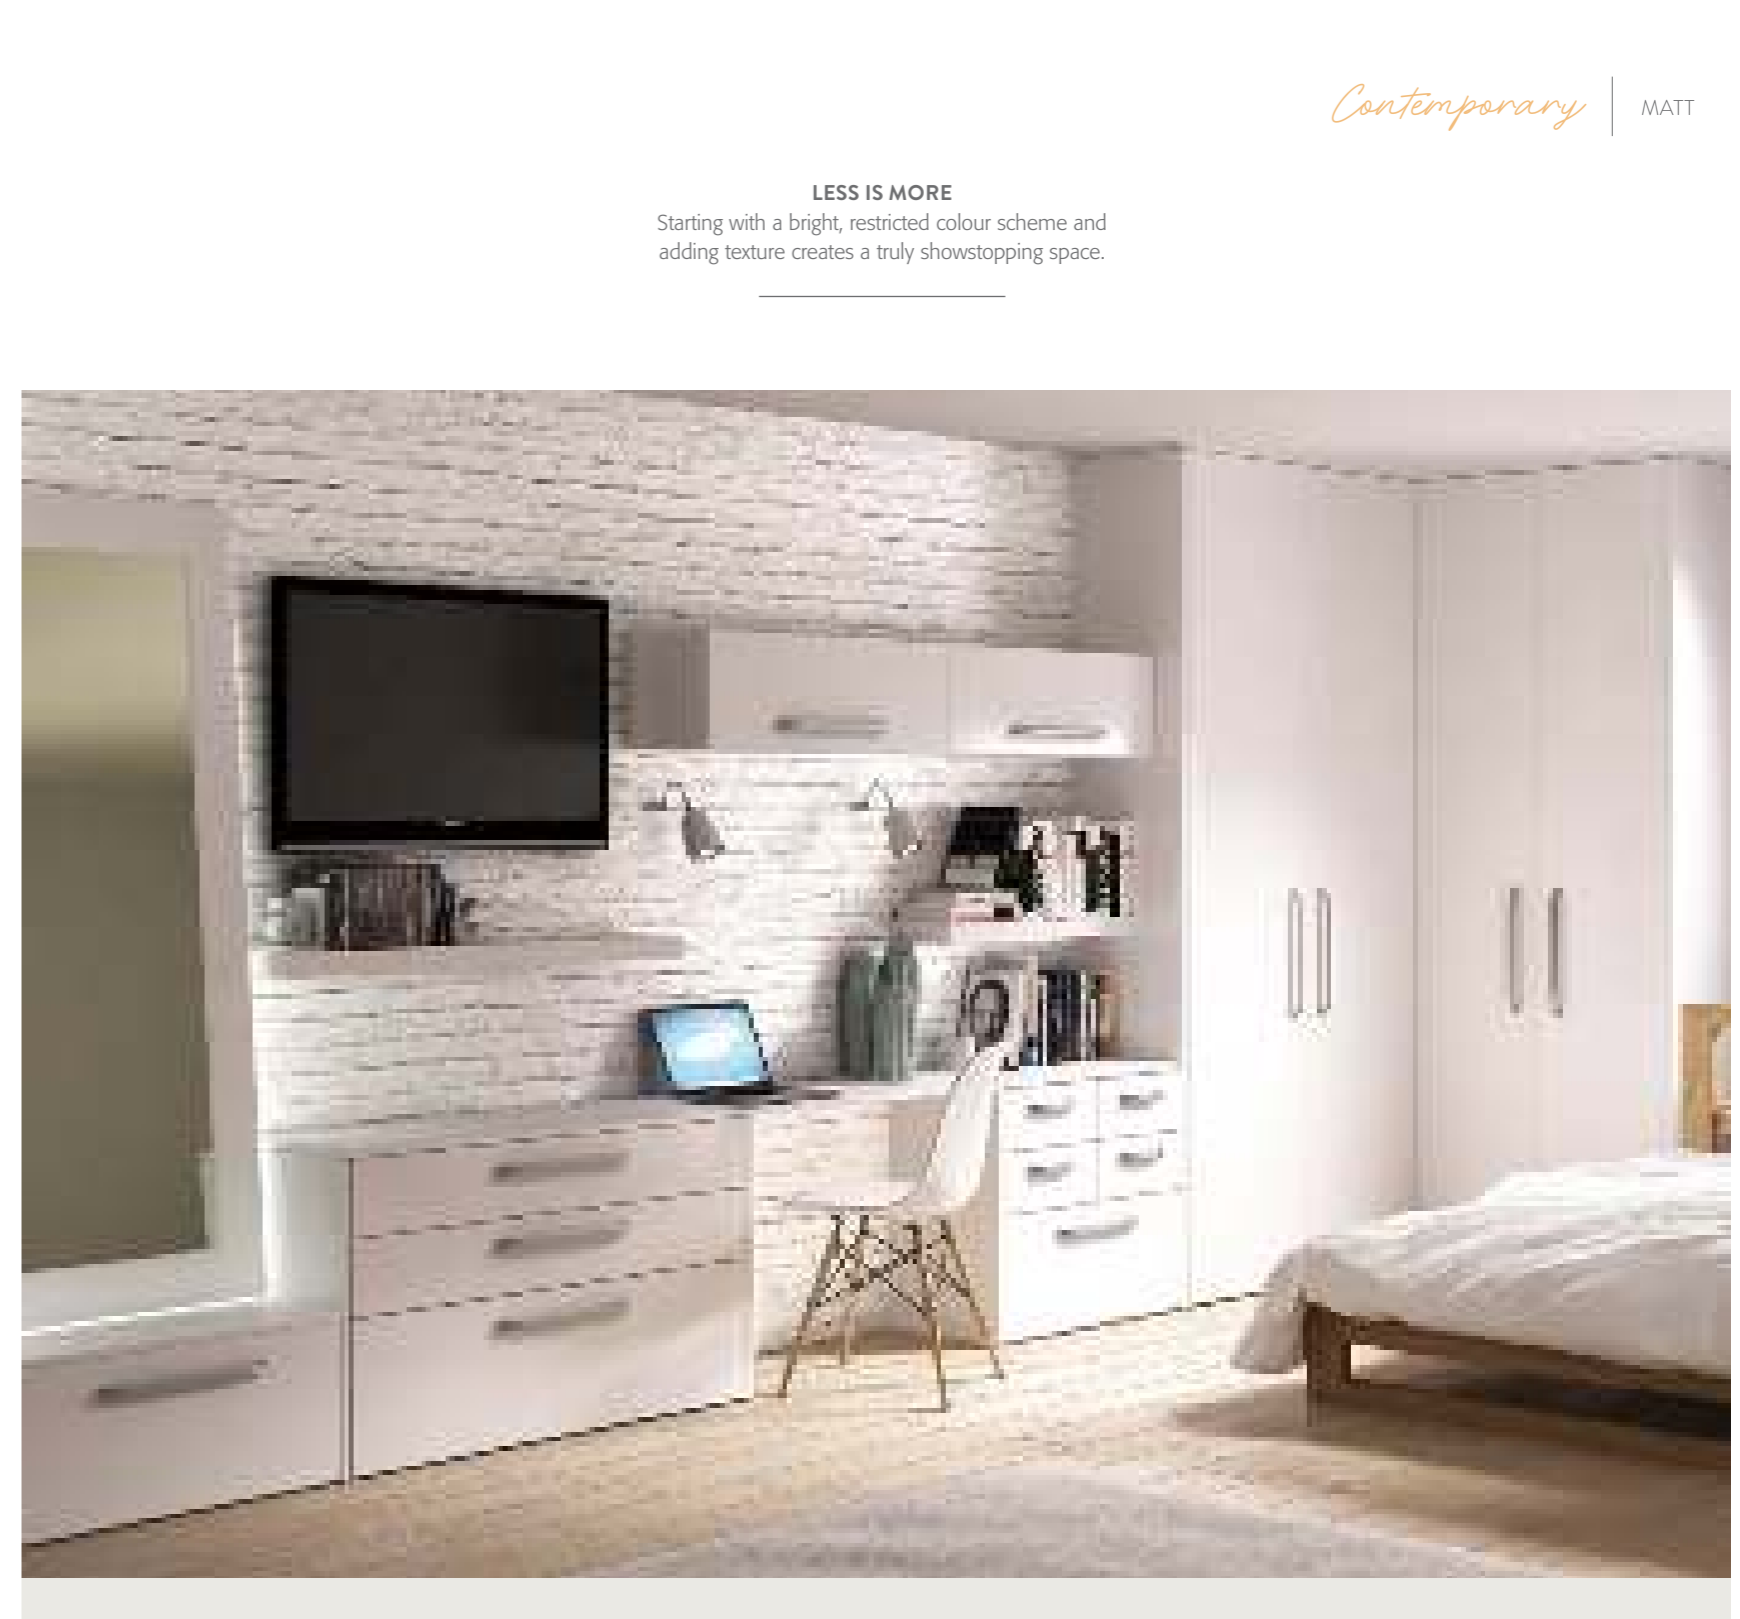 Contemporary
MATT
LESS IS MORE
Starting with a bright, restricted colour scheme and
adding texture creates a truly showstopping space.